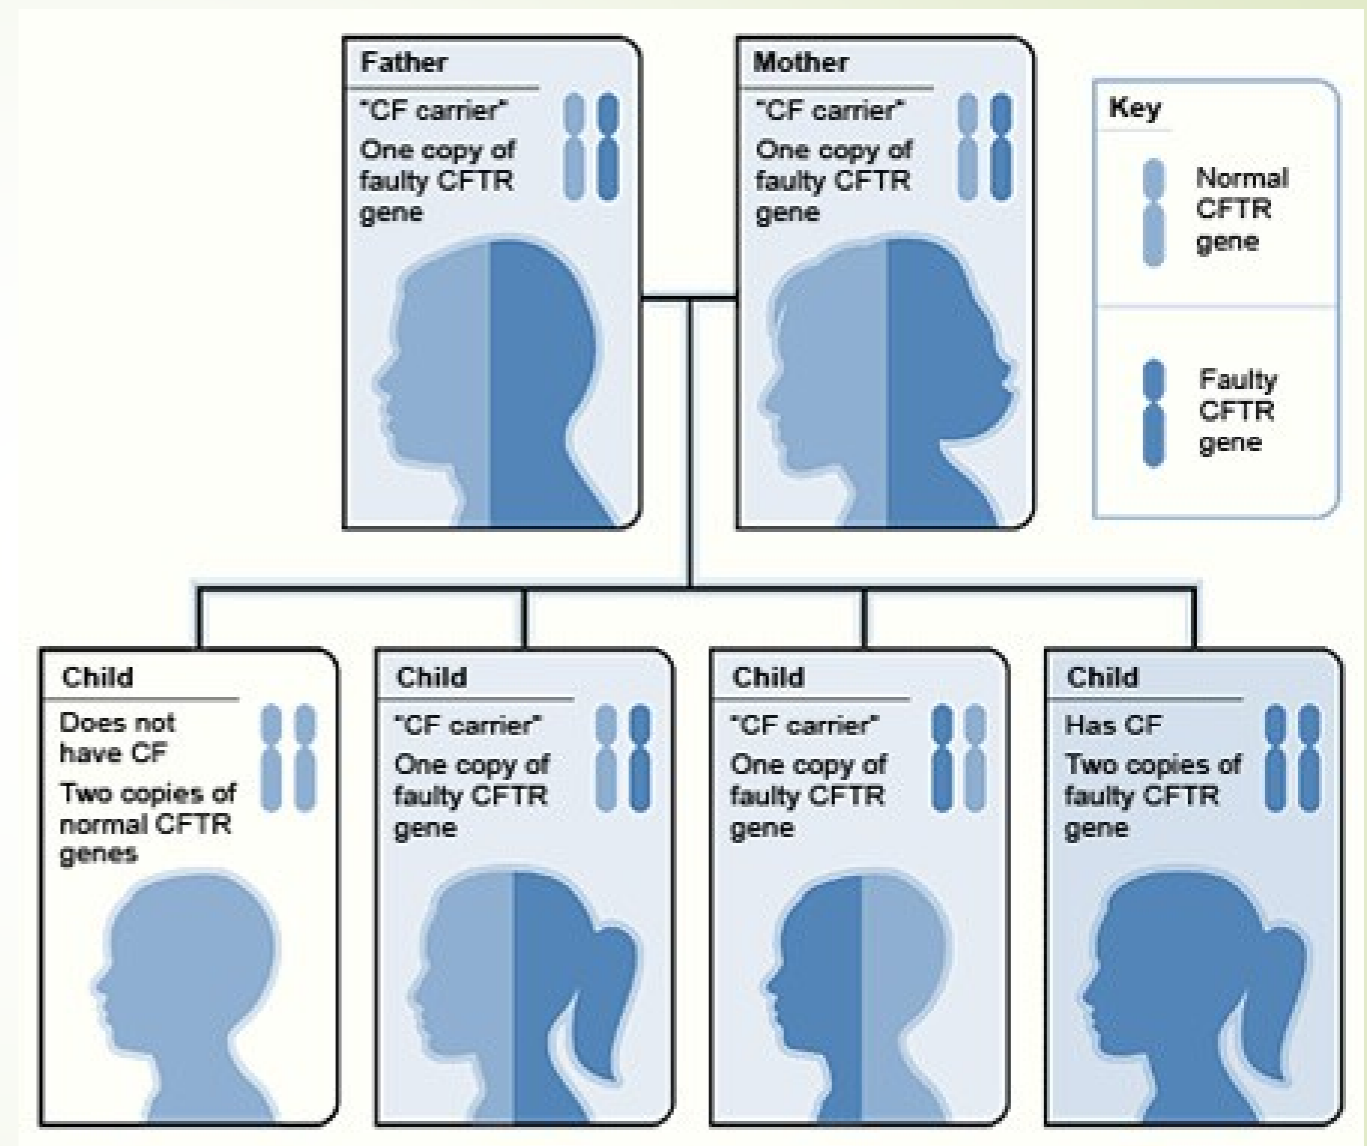 Father
"CF carrier"
One copy of
faulty CFTR
gene
Mother
"CF carrier"
One copy of
faulty CFTR
gene
Key
Normal
CFTR
gene
Faulty
CFTR
gene
Child
Does not
have CF
Two copies of
normal CFTR
genes
Child
"CF carrier"
One copy of
faulty CFTR
gene
Child
"CF carrier"
One copy of
faulty CFTR
gene
Child
Has CF
Two copies of
faulty CFTR
gene